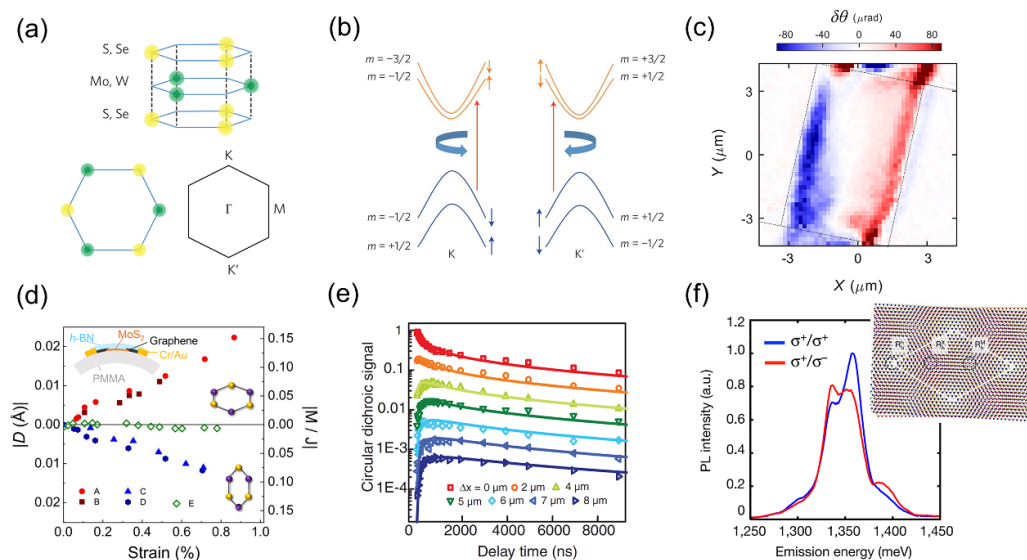 (a)
S, Se
Mo, W
S, Se
K
Γ
M
K'
(b)
m = −3/2
m = −1/2
m = +3/2
m = +1/2
m = −1/2
m = +1/2
m = +1/2
m = −1/2
K
K'
(c)
δθ (μrad)
-80 -40 0 40 80
Y (μm)
3
0
-3
-3 0 3
X (μm)
(d)
|D (Å)|
0.02
0.01
0.00
0.01
0.02
h-BN
MoS2
Graphene
Cr/Au
PMMA
A
B
C
D
E
0.15
0.10
0.05
0.00
0.05
0.10
0.15
0.0 0.2 0.4 0.6 0.8 1.0
Strain (%)
(e)
Circular dichroic signal
1
0.1
0.01
1E-3
1E-4
Δx = 0 μm 2 μm 4 μm
5 μm 6 μm 7 μm 8 μm
0 2000 4000 6000 8000
Delay time (ns)
(f)
PL intensity (a.u.)
1.2
1.0
0.8
0.6
0.4
0.2
0
σ+/σ+
σ+/σ−
1,250 1,300 1,350 1,400 1,450
Emission energy (meV)